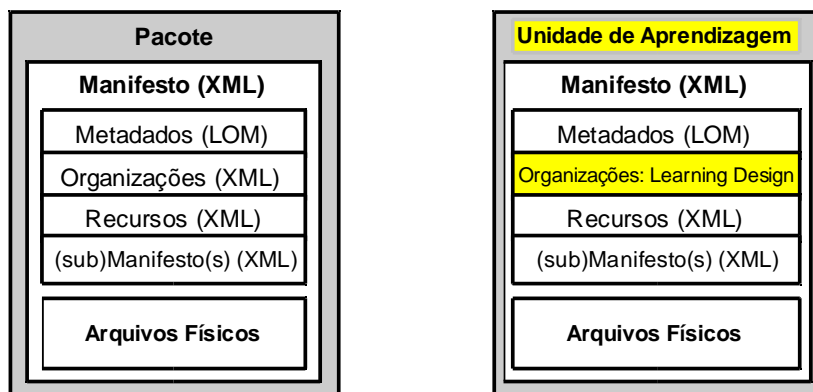 Pacote
Manifesto (XML)
Metadados (LOM)
Organizações (XML)
Recursos (XML)
(sub)Manifesto(s) (XML)
Arquivos Físicos
Unidade de Aprendizagem
Manifesto (XML)
Metadados (LOM)
Organizações: Learning Design
Recursos (XML)
(sub)Manifesto(s) (XML)
Arquivos Físicos